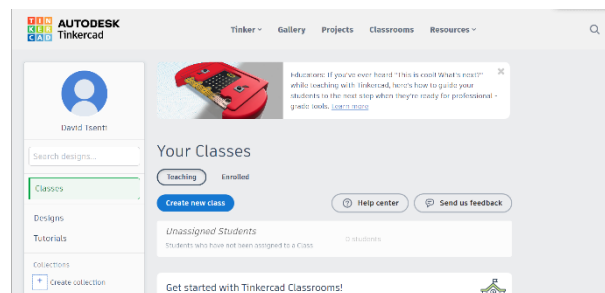 TIN
KER
CAD
AUTODESK
Tinkercad
Tinker
Gallery
Projects
Classrooms
Resources
David Tsenti
Search designs...
Classes
Designs
Tutorials
Collections
+ Create collection
Educators: If you've ever heard "This is cool! What's next?"
while teaching with Tinkercad, here's how to guide your
students to the next step when they're ready for professional -
grade tools. Learn more
Your Classes
Teaching
Enrolled
Create new class
Help center
Send us feedback
Unassigned Students
Students who have not been assigned to a Class
0 students
Get started with Tinkercad Classrooms!